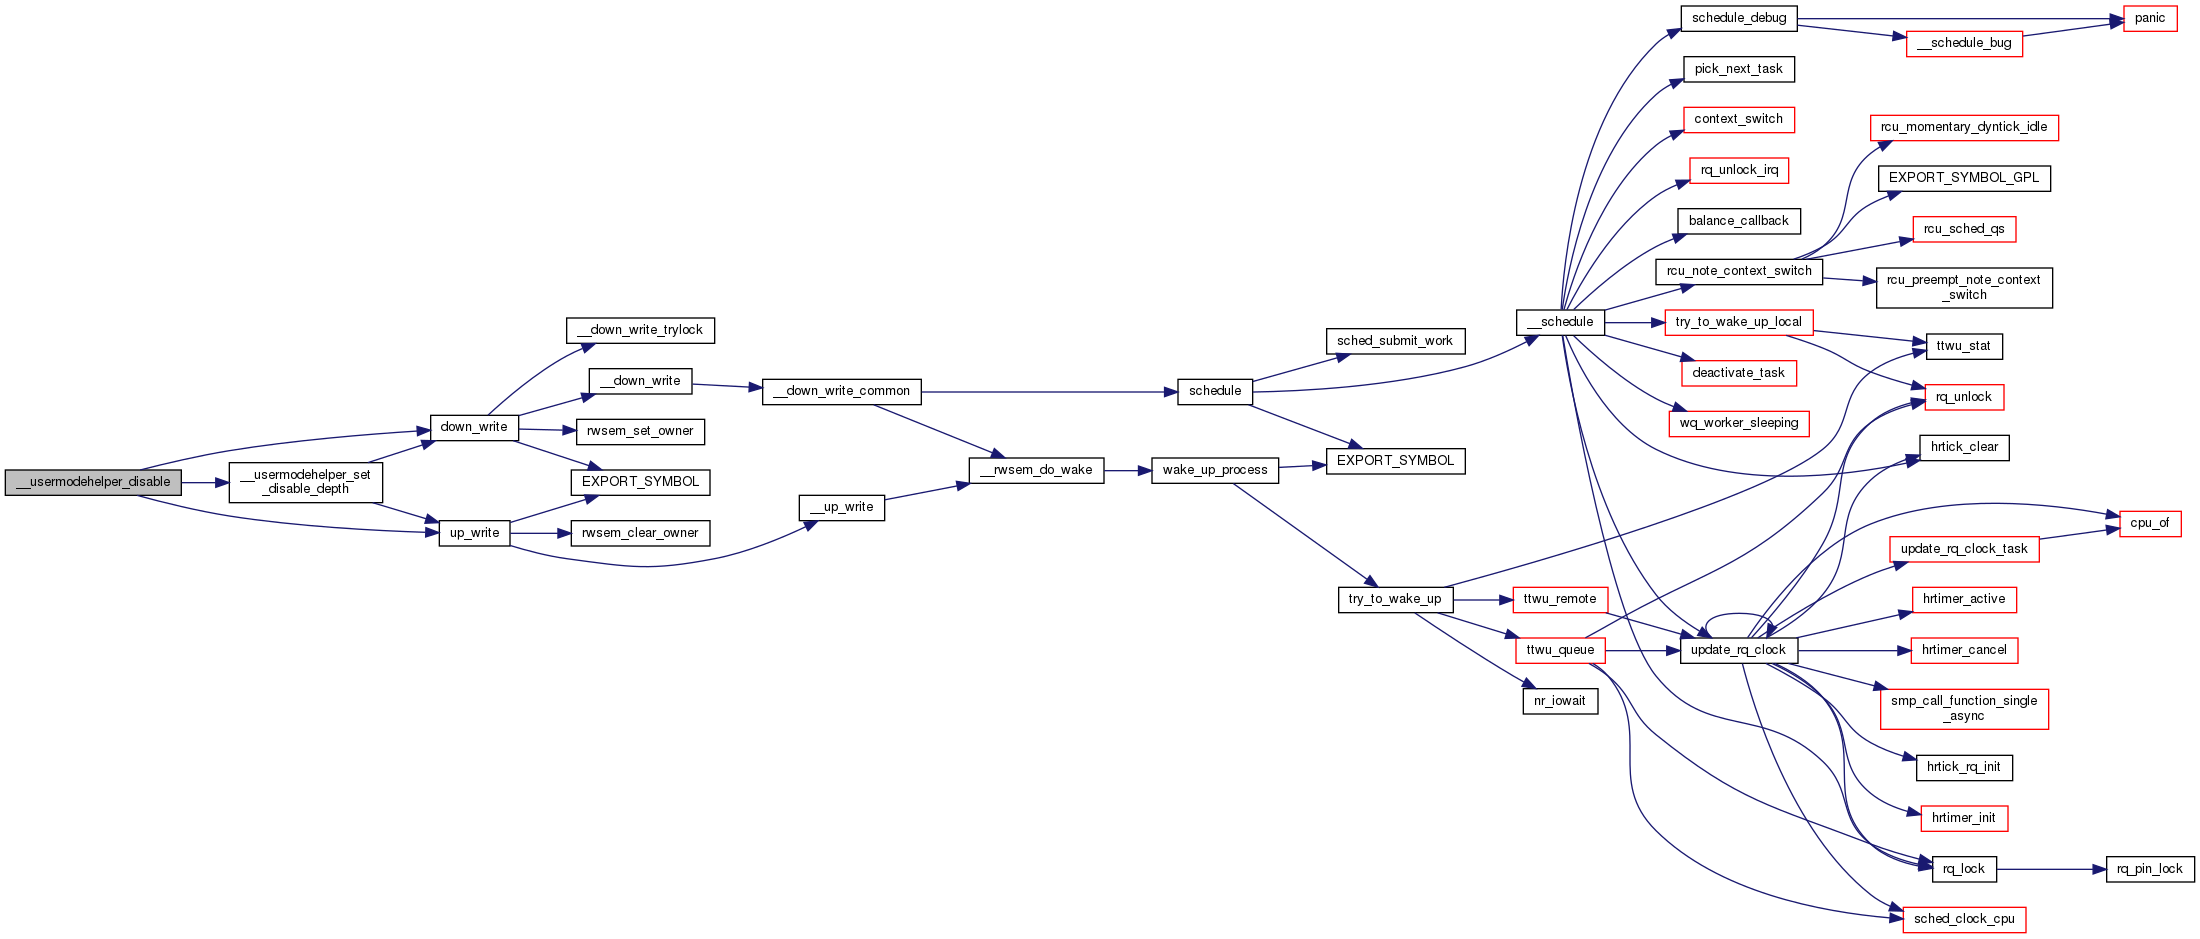 __usermodehelper_disable
__usermodehelper_set
_disable_depth
down_write
up_write
__down_write_trylock
__down_write
rwsem_set_owner
EXPORT_SYMBOL
rwsem_clear_owner
__down_write_common
__up_write
__rwsem_do_wake
schedule
wake_up_process
sched_submit_work
EXPORT_SYMBOL
try_to_wake_up
__schedule
ttwu_remote
ttwu_queue
nr_iowait
schedule_debug
pick_next_task
context_switch
rq_unlock_irq
balance_callback
rcu_note_context_switch
try_to_wake_up_local
deactivate_task
wq_worker_sleeping
update_rq_clock
__schedule_bug
rcu_momentary_dyntick_idle
EXPORT_SYMBOL_GPL
rcu_sched_qs
rcu_preempt_note_context
_switch
ttwu_stat
rq_unlock
hrtick_clear
update_rq_clock_task
hrtimer_active
hrtimer_cancel
smp_call_function_single
_async
hrtick_rq_init
hrtimer_init
rq_lock
sched_clock_cpu
panic
cpu_of
rq_pin_lock